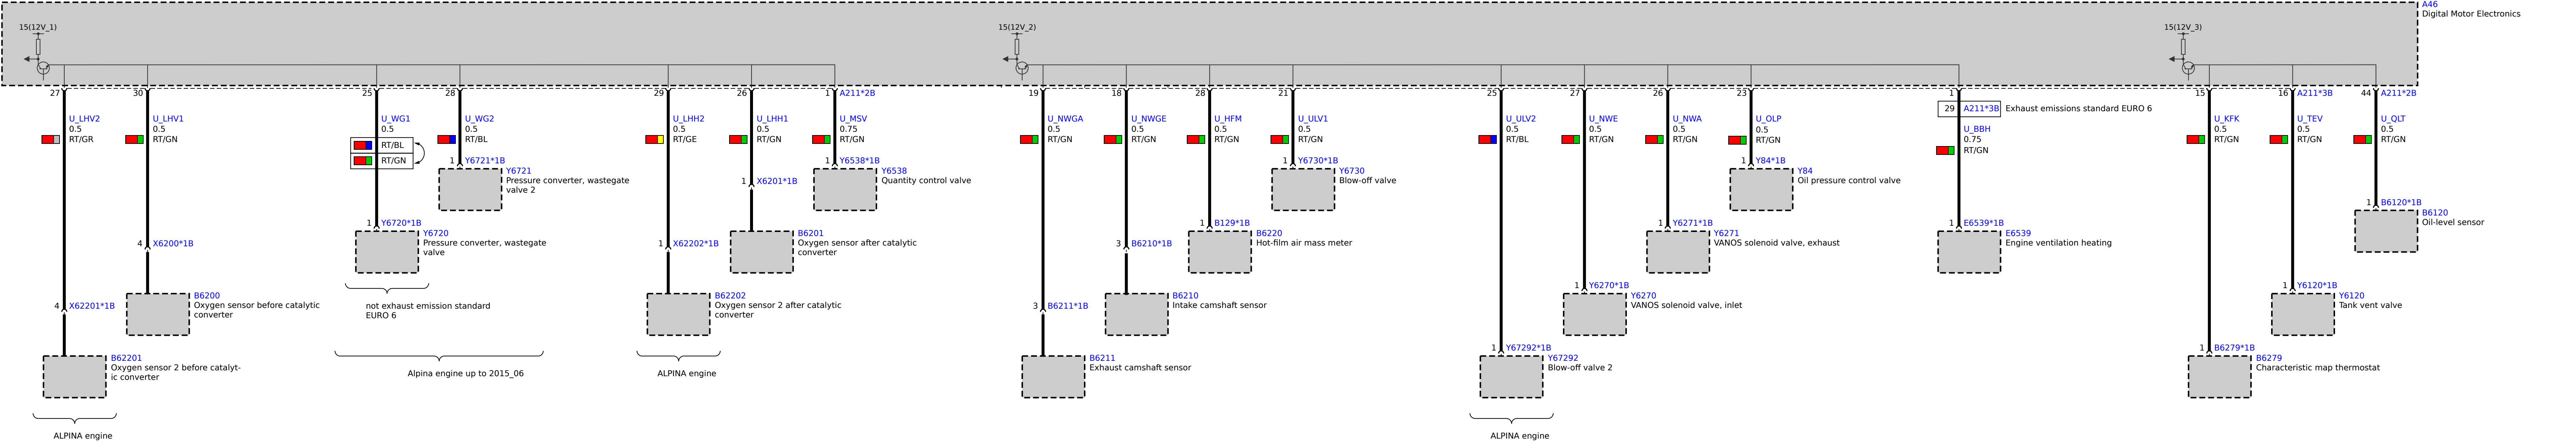 A46
Digital Motor Electronics
15(12V_1)
15(12V_2)
15(12V_3)
27
30
25
28
29
26
1
A211*2B
19
18
28
21
25
27
26
23
1
15
16
A211*3B
44
A211*2B
29
A211*3B
Exhaust emissions standard EURO 6
U_LHV2
0.5
RT/GR
U_LHV1
0.5
RT/GN
U_WG1
0.5
RT/BL
RT/GN
U_WG2
0.5
RT/BL
U_LHH2
0.5
RT/GE
U_LHH1
0.5
RT/GN
U_MSV
0.75
RT/GN
U_NWGA
0.5
RT/GN
U_NWGE
0.5
RT/GN
U_HFM
0.5
RT/GN
U_ULV1
0.5
RT/GN
U_ULV2
0.5
RT/BL
U_NWE
0.5
RT/GN
U_NWA
0.5
RT/GN
U_OLP
0.5
RT/GN
U_BBH
0.75
RT/GN
U_KFK
0.5
RT/GN
U_TEV
0.5
RT/GN
U_QLT
0.5
RT/GN
1
Y6721*1B
Y6721
Pressure converter, wastegate
valve 2
1
X6201*1B
1
Y6538*1B
Y6538
Quantity control valve
1
Y6730*1B
Y6730
Blow-off valve
1
Y84*1B
Y84
Oil pressure control valve
1
B6120*1B
B6120
Oil-level sensor
1
Y6720*1B
Y6720
Pressure converter, wastegate
valve
B6201
Oxygen sensor after catalytic
converter
1
B129*1B
B6220
Hot-film air mass meter
1
Y6271*1B
Y6271
VANOS solenoid valve, exhaust
1
E6539*1B
E6539
Engine ventilation heating
4
X6200*1B
B6200
Oxygen sensor before catalytic
converter
not exhaust emission standard
EURO 6
1
X62202*1B
B62202
Oxygen sensor 2 after catalytic
converter
3
B6210*1B
B6210
Intake camshaft sensor
1
Y6270*1B
Y6270
VANOS solenoid valve, inlet
1
Y6120*1B
Y6120
Tank vent valve
4
X62201*1B
B62201
Oxygen sensor 2 before catalyt-
ic converter
Alpina engine up to 2015_06
ALPINA engine
3
B6211*1B
B6211
Exhaust camshaft sensor
1
Y67292*1B
Y67292
Blow-off valve 2
1
B6279*1B
B6279
Characteristic map thermostat
ALPINA engine
ALPINA engine